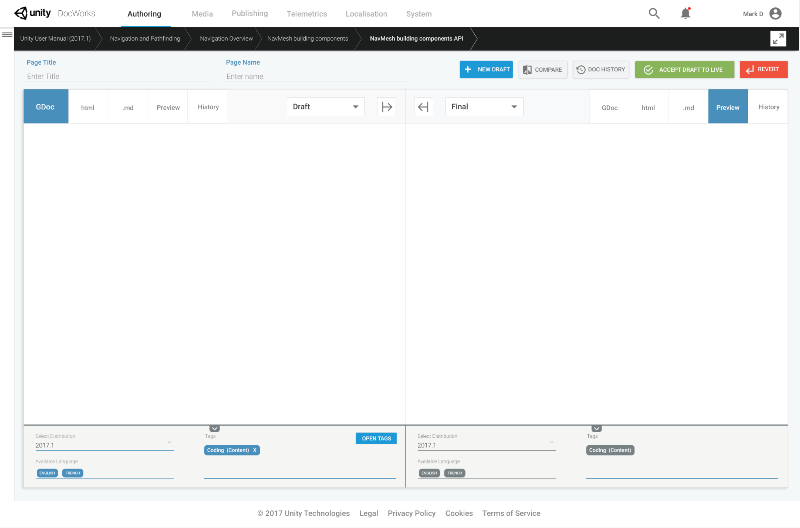 unity DocWorks Authoring Media Publishing Telemetrics Localisation System Mark D
Unity User Manual (2017.1) Navigation and Pathfinding Navigation Overview NavMesh building components NavMesh building components API
Page Title Page Name
Enter Title Enter name
NEW DRAFT COMPARE DOC HISTORY ACCEPT DRAFT TO LIVE REVERT
GDoc html .md Preview History Draft Final GDoc html .md Preview History
Select Distribution Tags OPEN TAGS Select Distribution Tags
2017.1 Coding (Content) X 2017.1 Coding (Content)
Available Language Available Language
ENGLISH FRENCH ENGLISH FRENCH
© 2017 Unity Technologies Legal Privacy Policy Cookies Terms of Service